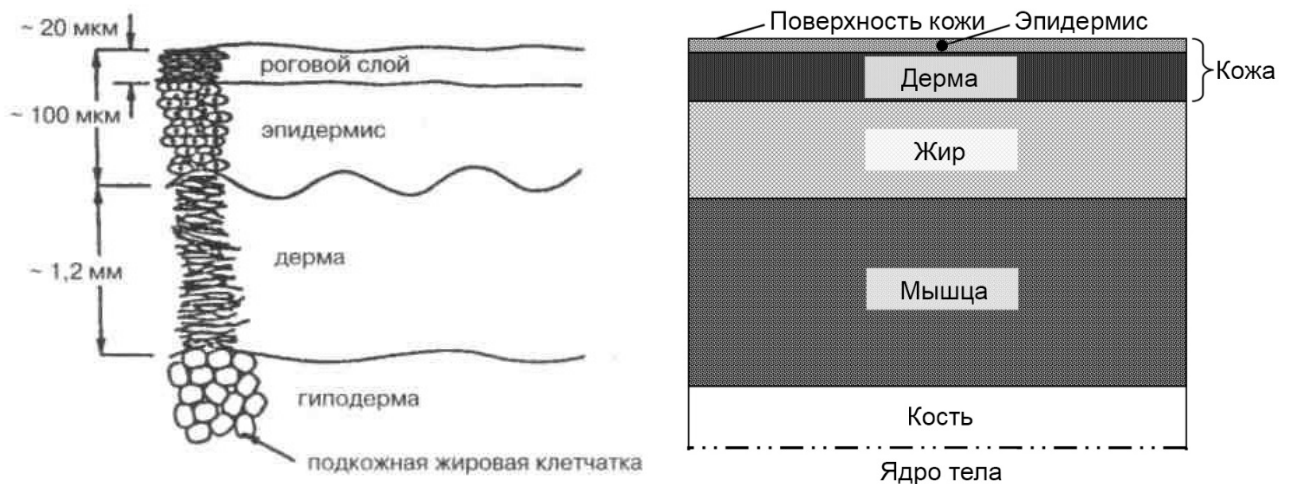 ~ 20 мкм
роговой слой
~ 100 мкм
эпидермис
~ 1,2 мм
дерма
гиподерма
подкожная жировая клетчатка
Поверхность кожи
Эпидермис
Дерма
Кожа
Жир
Мышца
Кость
Ядро тела